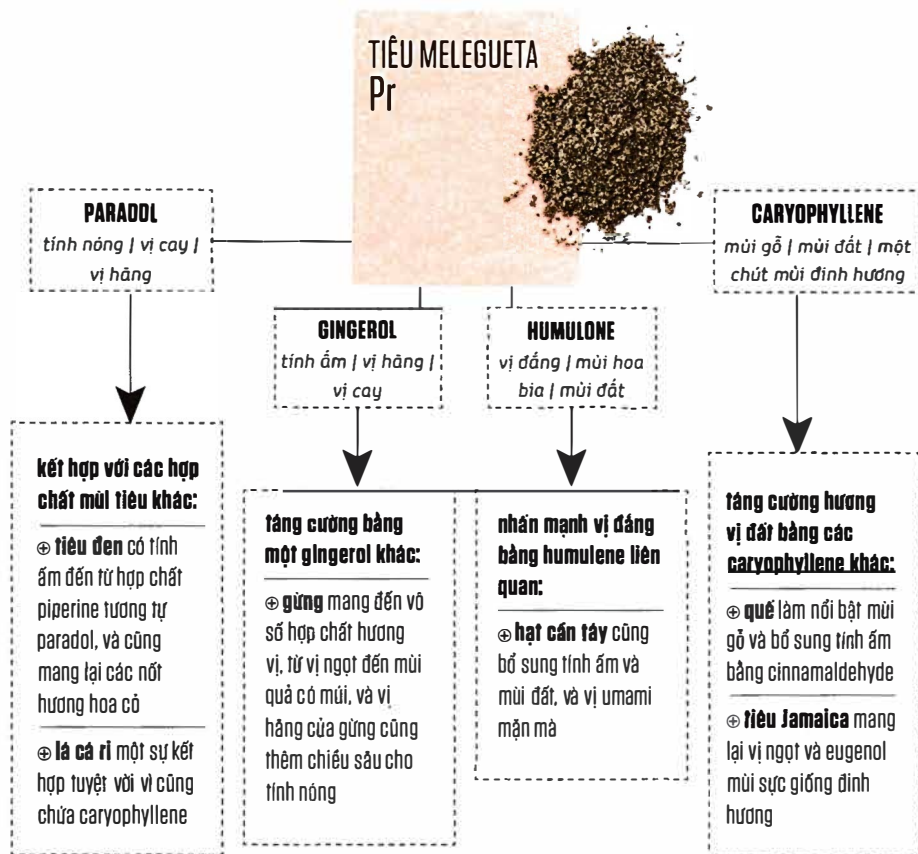 TIÊU MELEGUETA
Pr
PARADOL
tính nóng | vị cay |
vị hăng
GINGEROL
tính ấm | vị hăng |
vị cay
HUMULONE
vị đắng | mùi hoa
bia | mùi đất
CARYOPHYLLENE
mùi gỗ | mùi đất | một
chút mùi đinh hương
kết hợp với các hợp
chất mùi tiêu khác:
⊕ tiêu đen có tính
ấm đến từ hợp chất
piperine tương tự
paradol, và cũng
mang lại các nốt
hương hoa cỏ
⊕ lá cà ri một sự kết
hợp tuyệt vời vì cũng
chứa caryophyllene
tăng cường bằng
một gingerol khác:
⊕ gừng mang đến vô
số hợp chất hương
vị, từ vị ngọt đến mùi
quả có múi, và vị
hăng của gừng cũng
thêm chiều sâu cho
tính nóng
nhấn mạnh vị đắng
bằng humulene liên
quan:
⊕ hạt cần tây cũng
bổ sung tính ấm và
mùi đất, và vị umami
mặn mà
tăng cường hương
vị đất bằng các
caryophyllene khác:
⊕ quế làm nổi bật mùi
gỗ và bổ sung tính ấm
bằng cinnamaldehyde
⊕ tiêu Jamaica mang
lại vị ngọt và eugenol
mùi sực giống đinh
hương